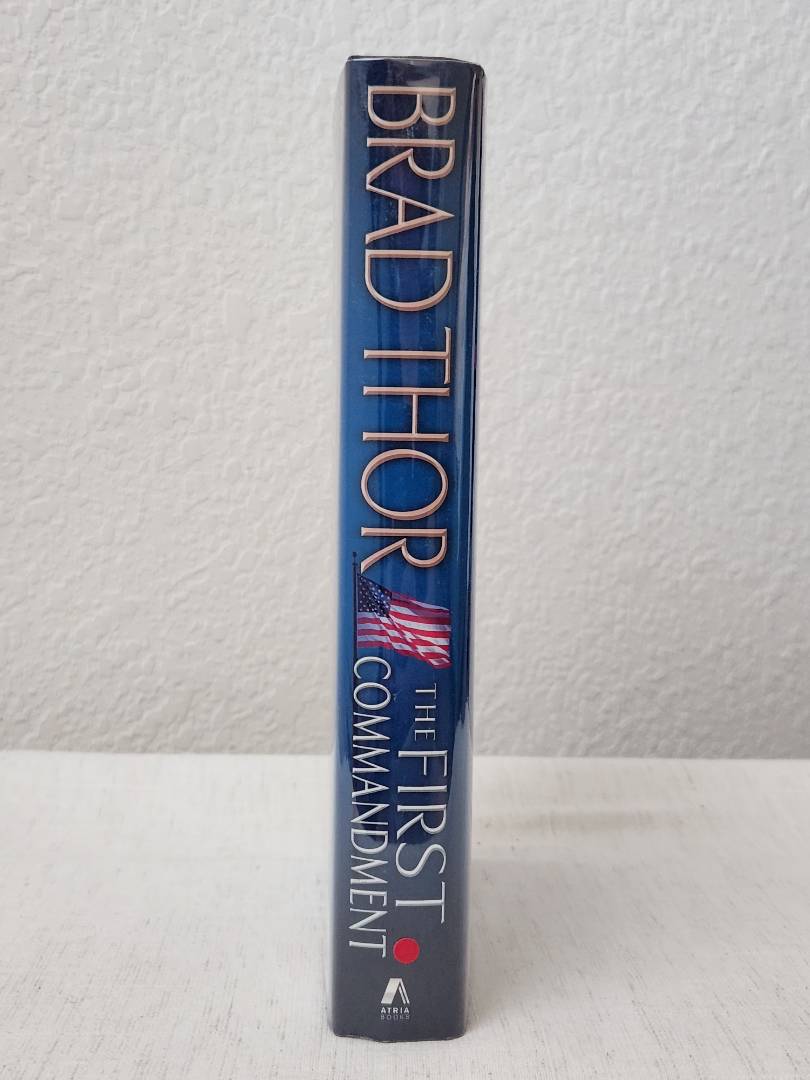 BRAD THOR
THE FIRST
COMMANDMENT
ATRIA
BOOKS